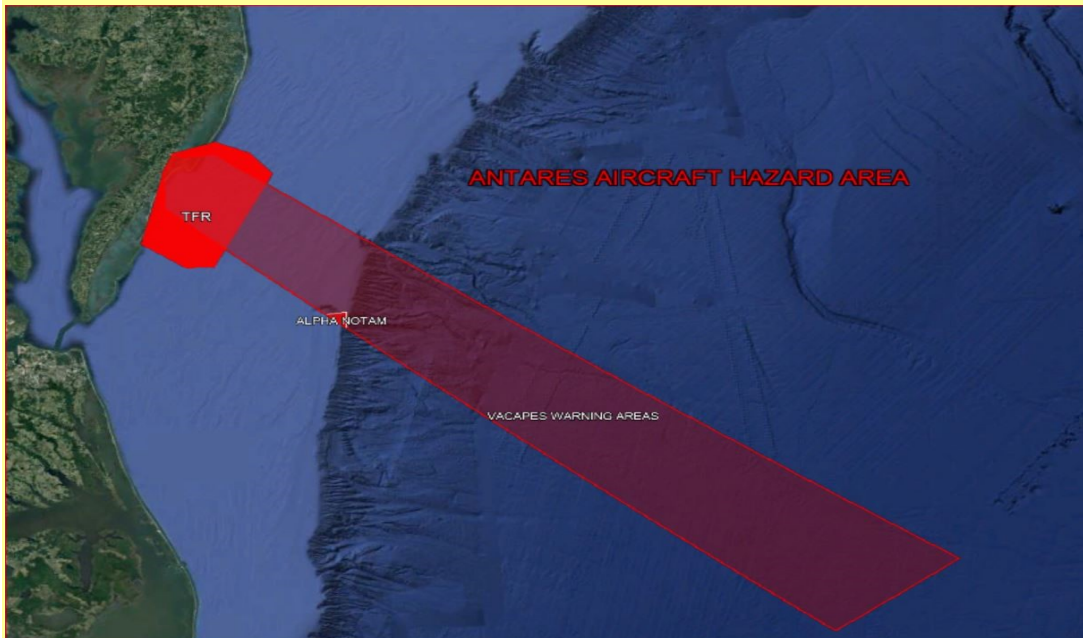 ANTARES AIRCRAFT HAZARD AREA
TFR
ALPHA NOTAM
VACAPES WARNING AREAS